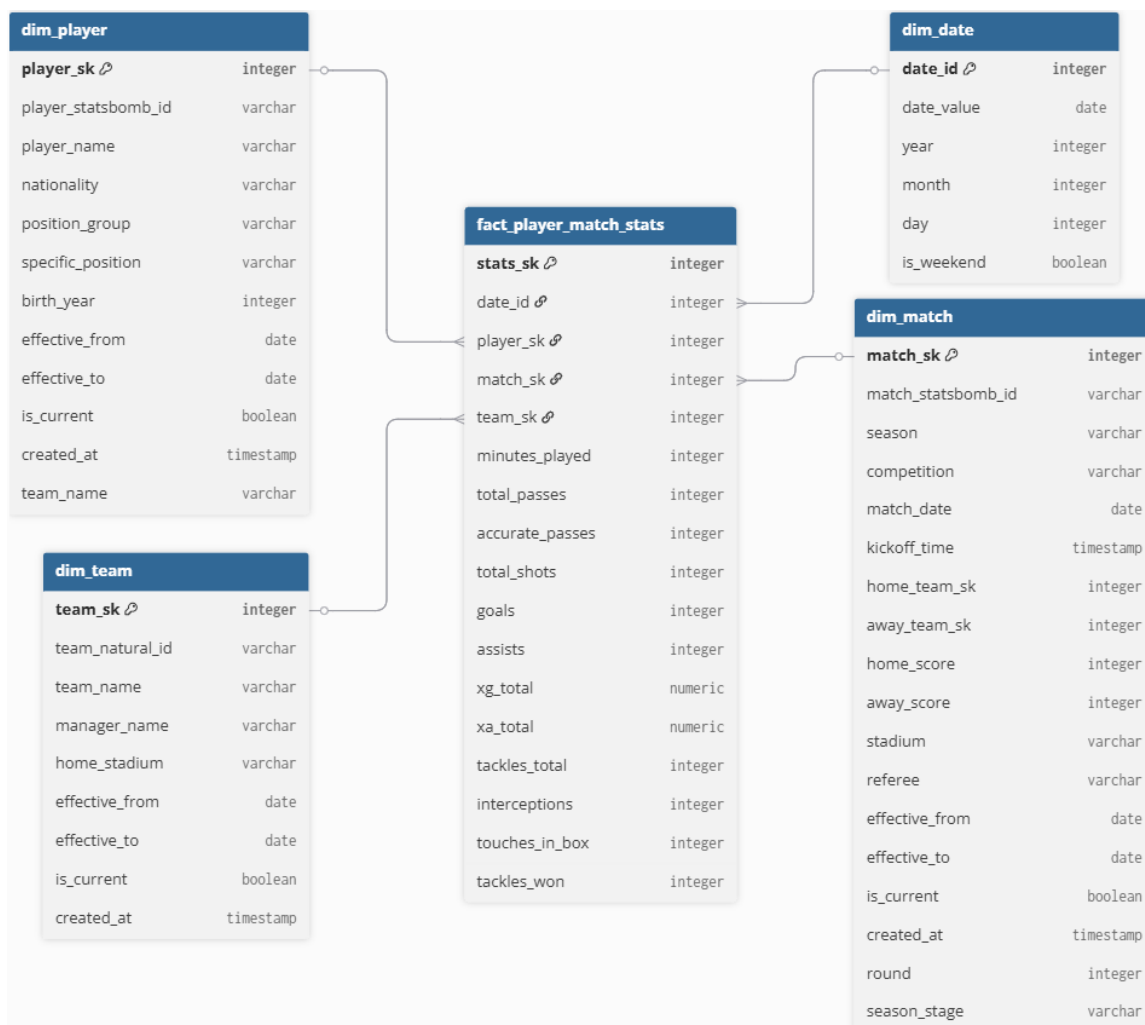 dim_player
player_sk integer
player_statsbomb_id varchar
player_name varchar
nationality varchar
position_group varchar
specific_position varchar
birth_year integer
effective_from date
effective_to date
is_current boolean
created_at timestamp
team_name varchar
dim_team
team_sk integer
team_natural_id varchar
team_name varchar
manager_name varchar
home_stadium varchar
effective_from date
effective_to date
is_current boolean
created_at timestamp
fact_player_match_stats
stats_sk integer
date_id integer
player_sk integer
match_sk integer
team_sk integer
minutes_played integer
total_passes integer
accurate_passes integer
total_shots integer
goals integer
assists integer
xg_total numeric
xa_total numeric
tackles_total integer
interceptions integer
touches_in_box integer
tackles_won integer
dim_date
date_id integer
date_value date
year integer
month integer
day integer
is_weekend boolean
dim_match
match_sk integer
match_statsbomb_id varchar
season varchar
competition varchar
match_date date
kickoff_time timestamp
home_team_sk integer
away_team_sk integer
home_score integer
away_score integer
stadium varchar
referee varchar
effective_from date
effective_to date
is_current boolean
created_at timestamp
round integer
season_stage varchar